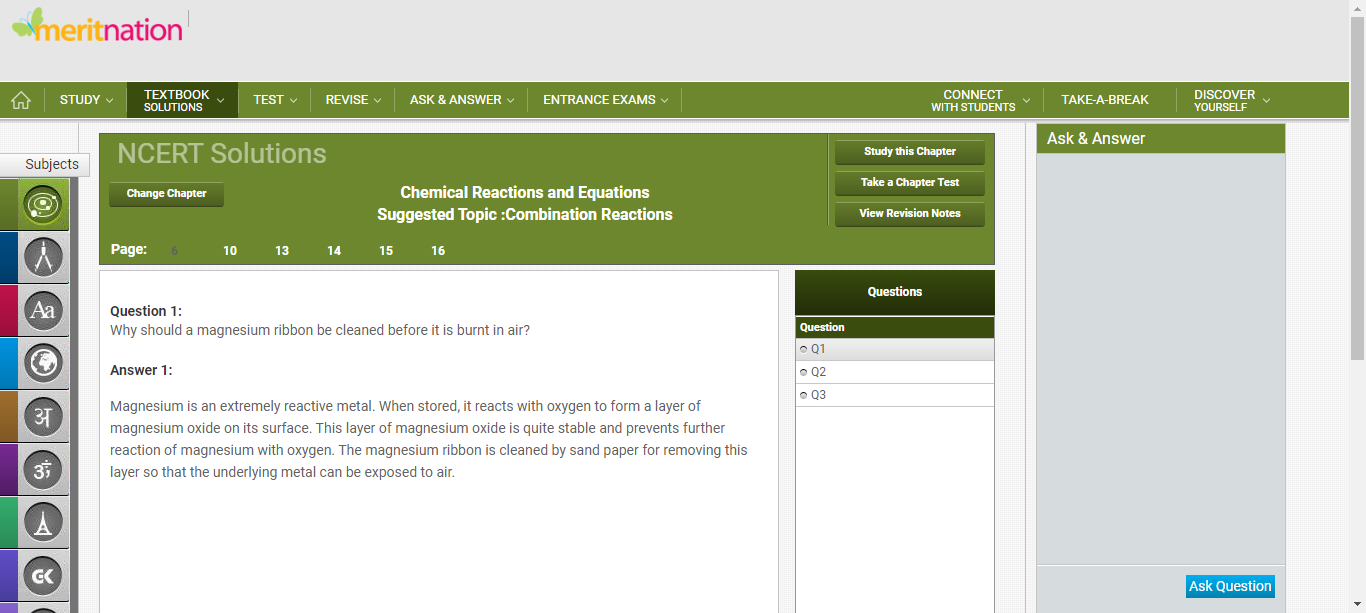 meritnation
STUDY
TEXTBOOK
SOLUTIONS
TEST
REVISE
ASK & ANSWER
ENTRANCE EXAMS
CONNECT
WITH STUDENTS
TAKE-A-BREAK
DISCOVER
YOURSELF
Subjects
Aa
अ
ॐ
GK
NCERT Solutions
Change Chapter
Chemical Reactions and Equations
Suggested Topic :Combination Reactions
Study this Chapter
Take a Chapter Test
View Revision Notes
Page: 6 10 13 14 15 16
Question 1:
Why should a magnesium ribbon be cleaned before it is burnt in air?
Answer 1:
Magnesium is an extremely reactive metal. When stored, it reacts with oxygen to form a layer of
magnesium oxide on its surface. This layer of magnesium oxide is quite stable and prevents further
reaction of magnesium with oxygen. The magnesium ribbon is cleaned by sand paper for removing this
layer so that the underlying metal can be exposed to air.
Questions
Question
Q1
Q2
Q3
Ask & Answer
Ask Question